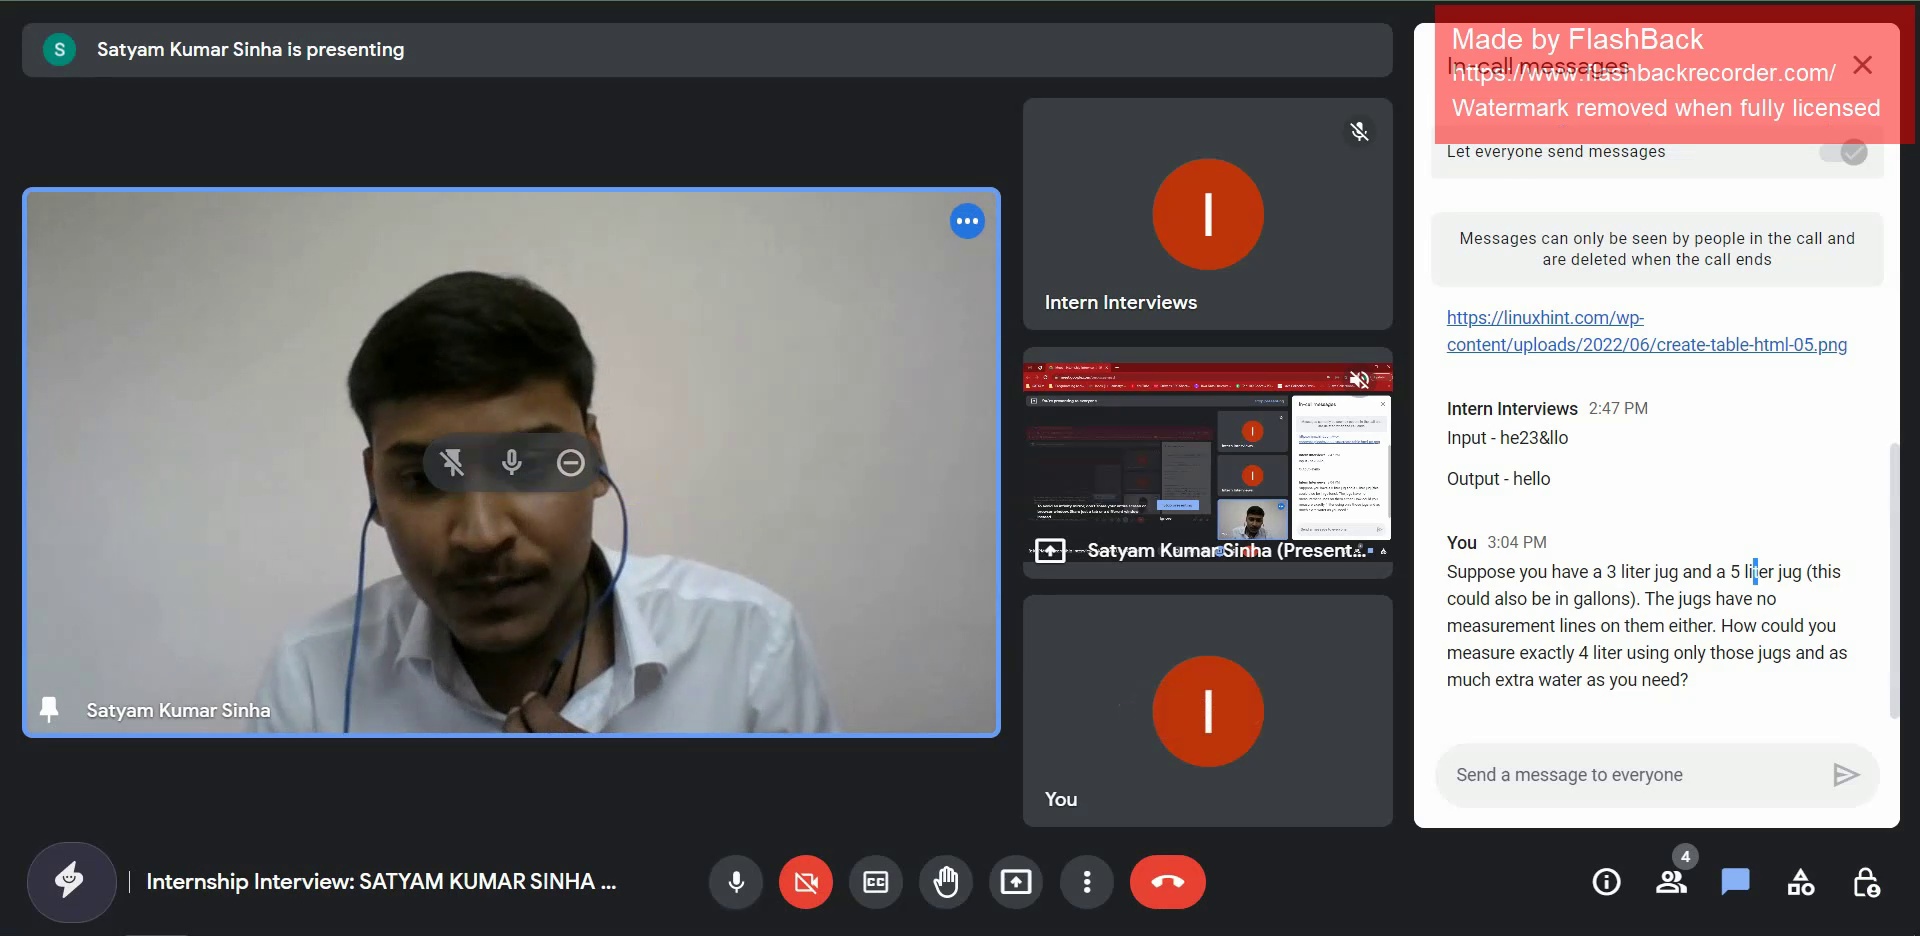 S Satyam Kumar Sinha is presenting
Made by FlashBack
In-call messages
https://www.flashbackrecorder.com/
Watermark removed when fully licensed
Let everyone send messages
Messages can only be seen by people in the call and
are deleted when the call ends
https://linuxhint.com/wp-
content/uploads/2022/06/create-table-html-05.png
Intern Interviews 2:47 PM
Input - he23&llo
Output - hello
You 3:04 PM
Suppose you have a 3 liter jug and a 5 liter jug (this
could also be in gallons). The jugs have no
measurement lines on them either. How could you
measure exactly 4 liter using only those jugs and as
much extra water as you need?
Send a message to everyone
I
Intern Interviews
Satyam Kumar Sinha (Present...
I
You
Satyam Kumar Sinha
Internship Interview: SATYAM KUMAR SINHA ...
CC
4